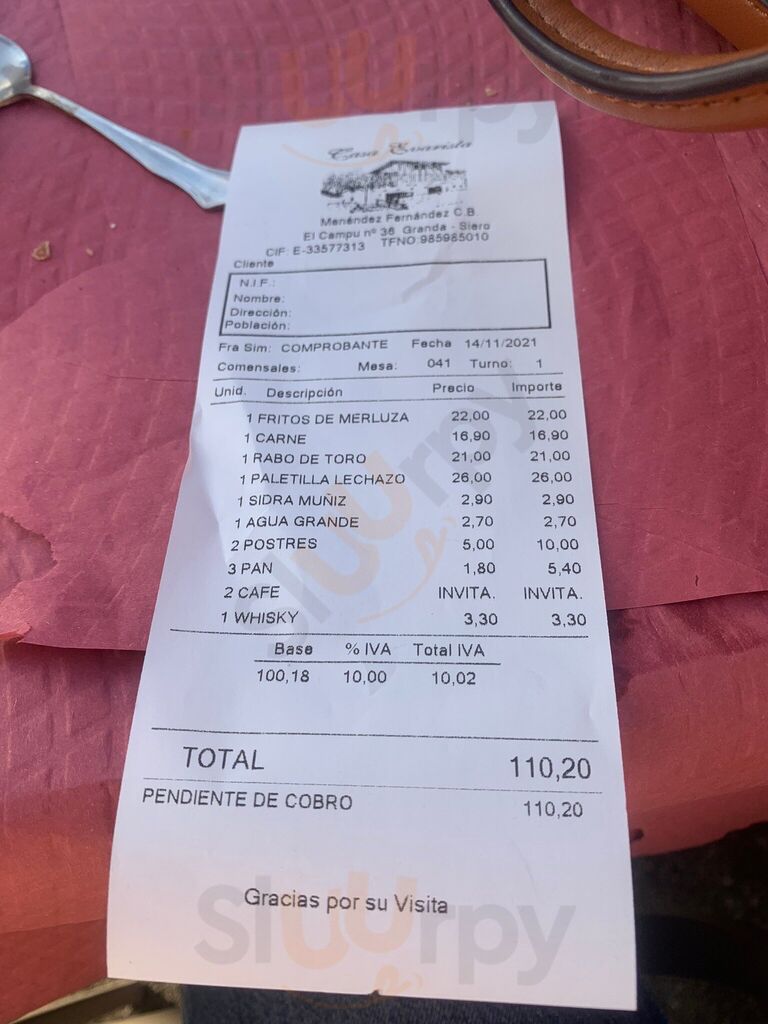 Casa Evarista
Menéndez Fernández C.B.
El Campu nº 36 Granda - Siero
CIF: E-33577313 TFNO:985985010
Cliente
N.I.F.:
Nombre:
Dirección:
Población:
Fra Sim: COMPROBANTE Fecha 14/11/2021
Comensales: Mesa: 041 Turno: 1
Unid. Descripción Precio Importe
1 FRITOS DE MERLUZA 22,00 22,00
1 CARNE 16,90 16,90
1 RABO DE TORO 21,00 21,00
1 PALETILLA LECHAZO 26,00 26,00
1 SIDRA MUÑIZ 2,90 2,90
1 AGUA GRANDE 2,70 2,70
2 POSTRES 5,00 10,00
3 PAN 1,80 5,40
2 CAFE INVITA. INVITA.
1 WHISKY 3,30 3,30
Base % IVA Total IVA
100,18 10,00 10,02
TOTAL 110,20
PENDIENTE DE COBRO 110,20
Gracias por su Visita
Sluurpy